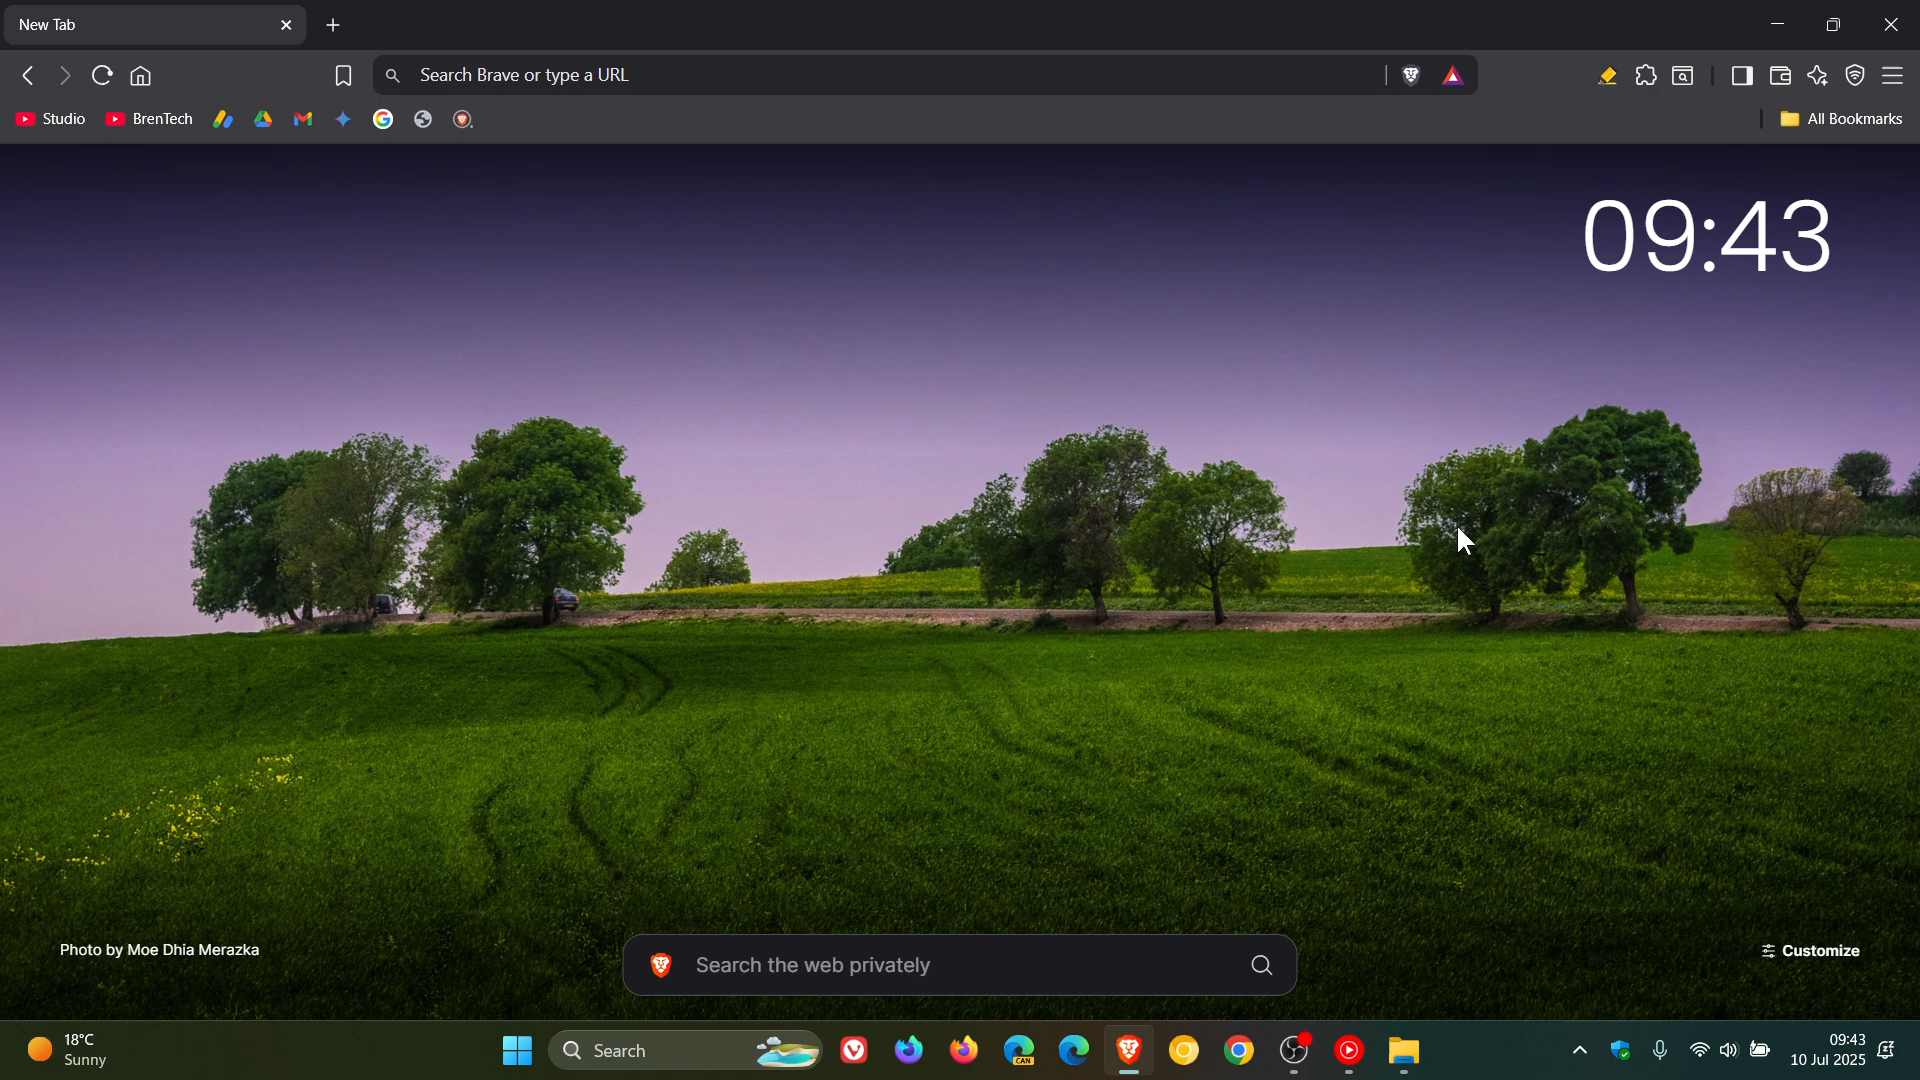 New Tab
Search Brave or type a URL
Studio
BrenTech
All Bookmarks
09:43
Photo by Moe Dhia Merazka
Search the web privately
Customize
18°C
Sunny
Search
CAN
09:43
10 Jul 2025